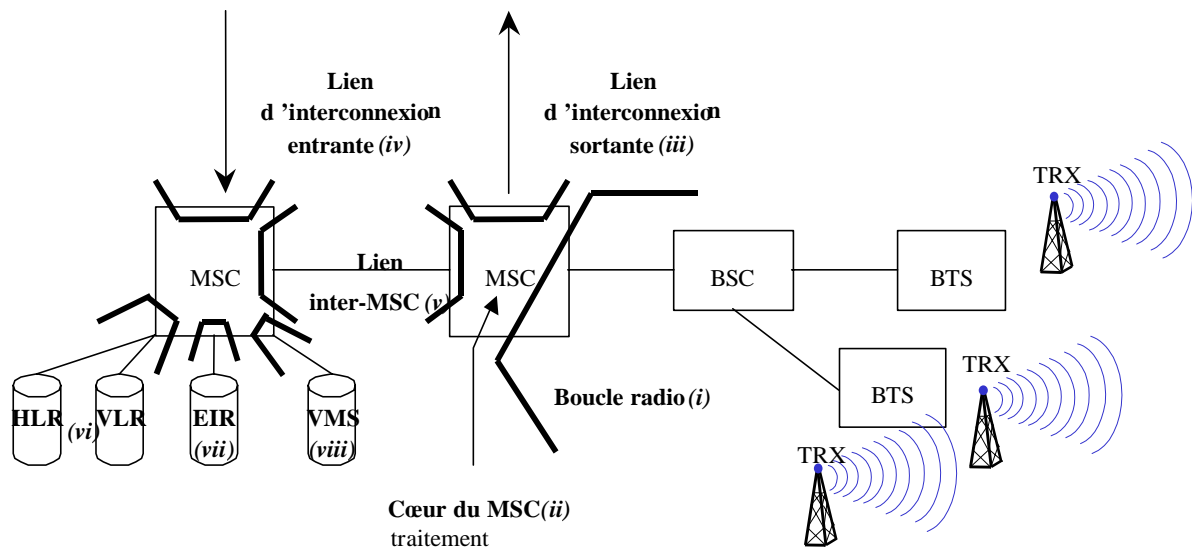 Lien
d ’interconnexion
entrante (iv)
Lien
d ’interconnexion
sortante (iii)
TRX
MSC
Lien
inter-MSC (v)
MSC
BSC
BTS
HLR (vi) VLR
EIR
(vii)
VMS
(viii)
Boucle radio (i)
BTS
TRX
TRX
Cœur du MSC (ii)
traitement